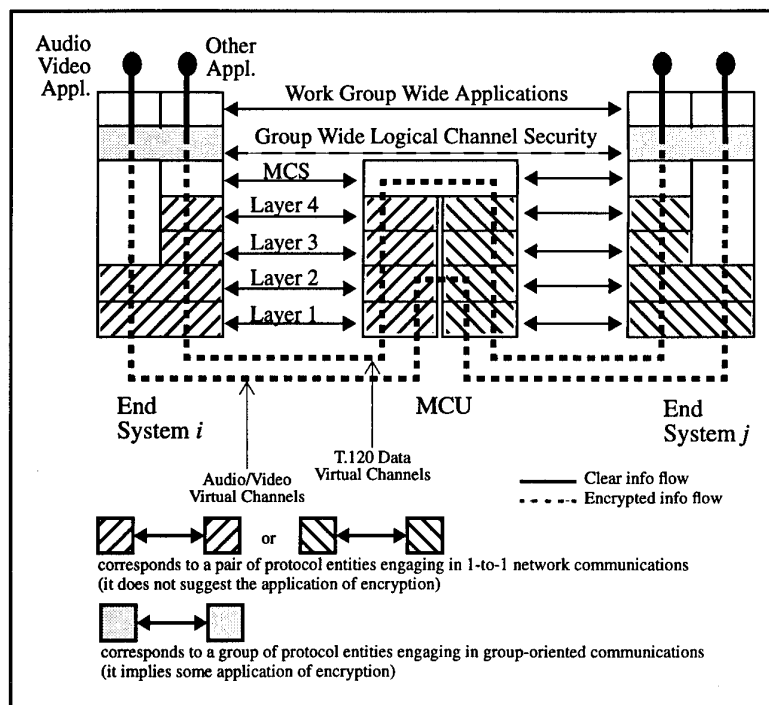 Audio
Video
Appl.
Other
Appl.
Work Group Wide Applications
Group Wide Logical Channel Security
MCS
Layer 4
Layer 3
Layer 2
Layer 1
End
System i
MCU
End
System j
T.120 Data
Virtual Channels
Audio/Video
Virtual Channels
Clear info flow
Encrypted info flow
or
corresponds to a pair of protocol entities engaging in 1-to-1 network communications
(it does not suggest the application of encryption)
corresponds to a group of protocol entities engaging in group-oriented communications
(it implies some application of encryption)